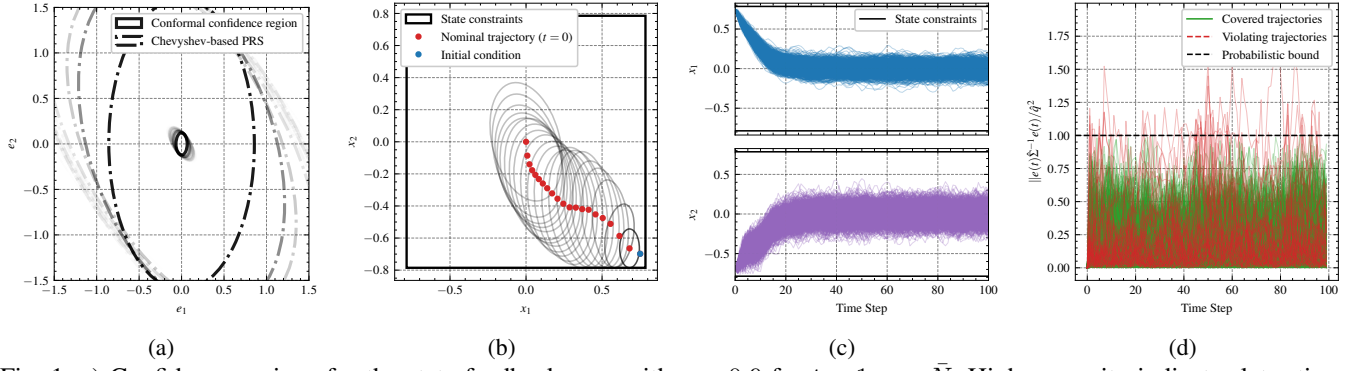 1.5
1.0
0.5
0.0
−0.5
−1.0
−1.5
e₂
Conformal confidence region
Chevyshev-based PRS
−1.5 −1.0 −0.5 0.0 0.5 1.0 1.5
e₁
(a)
0.8
0.6
0.4
0.2
0.0
−0.2
−0.4
−0.6
−0.8
x₂
State constraints
Nominal trajectory (t = 0)
Initial condition
−0.5 0.0 0.5
x₁
(b)
State constraints
0.5
0.0
−0.5
x₁
0.5
0.0
−0.5
x₂
0 20 40 60 80 100
Time Step
(c)
Covered trajectories
Violating trajectories
Probabilistic bound
1.75
1.50
1.25
1.00
0.75
0.50
0.25
0.00
||e(t)Σ̂⁻¹e(t)/q̂²
0 20 40 60 80 100
Time Step
(d)